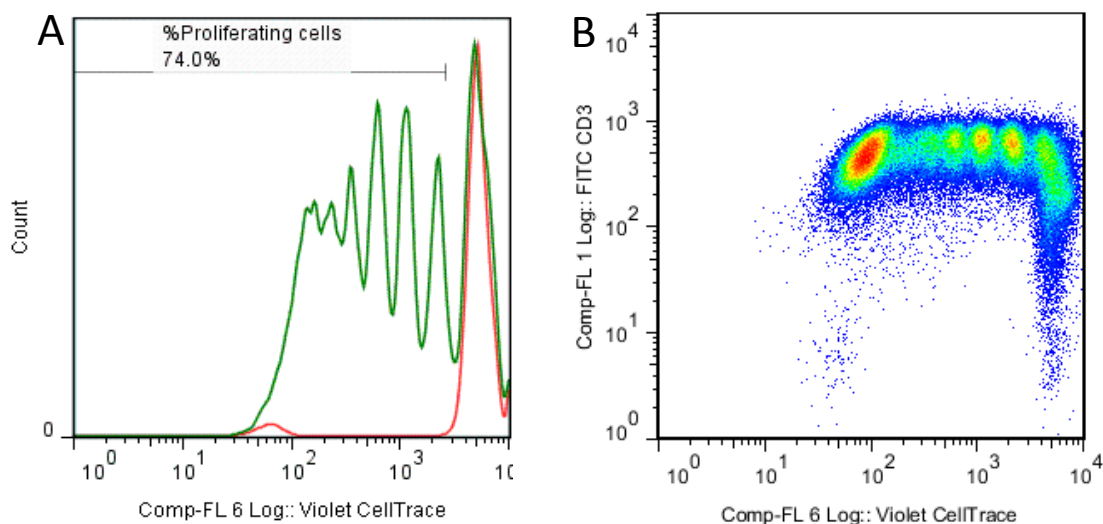 A
%Proliferating cells
74.0%
Count
0
10^0 10^1 10^2 10^3 10
Comp-FL 6 Log:: Violet CellTrace
B
Comp-FL 1 Log:: FITC CD3
10^4
10^3
10^2
10^1
10^0
10^0 10^1 10^2 10^3 10^4
Comp-FL 6 Log:: Violet CellTrace